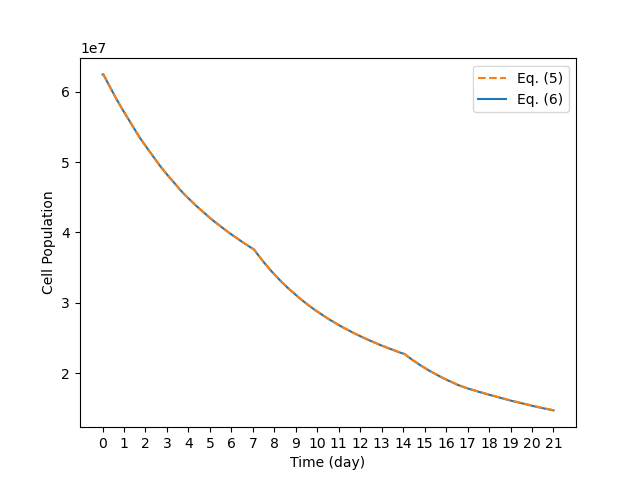 1e7
Eq. (5)
Eq. (6)
6
5
4
3
2
Cell Population
0 1 2 3 4 5 6 7 8 9 10 11 12 13 14 15 16 17 18 19 20 21
Time (day)